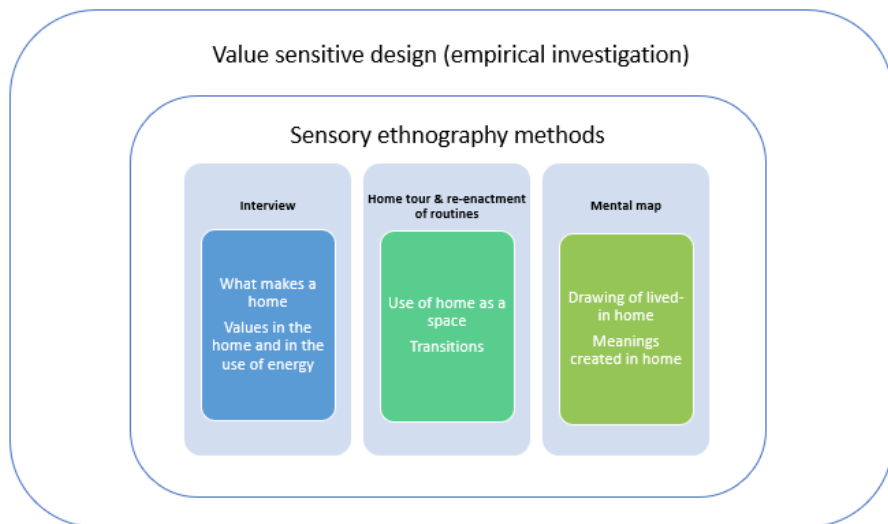 Value sensitive design (empirical investigation)
Sensory ethnography methods
Interview
What makes a
home
Values in the
home and in the
use of energy
Home tour & re-enactment
of routines
Use of home as a
space
Transitions
Mental map
Drawing of lived-
in home
Meanings
created in home